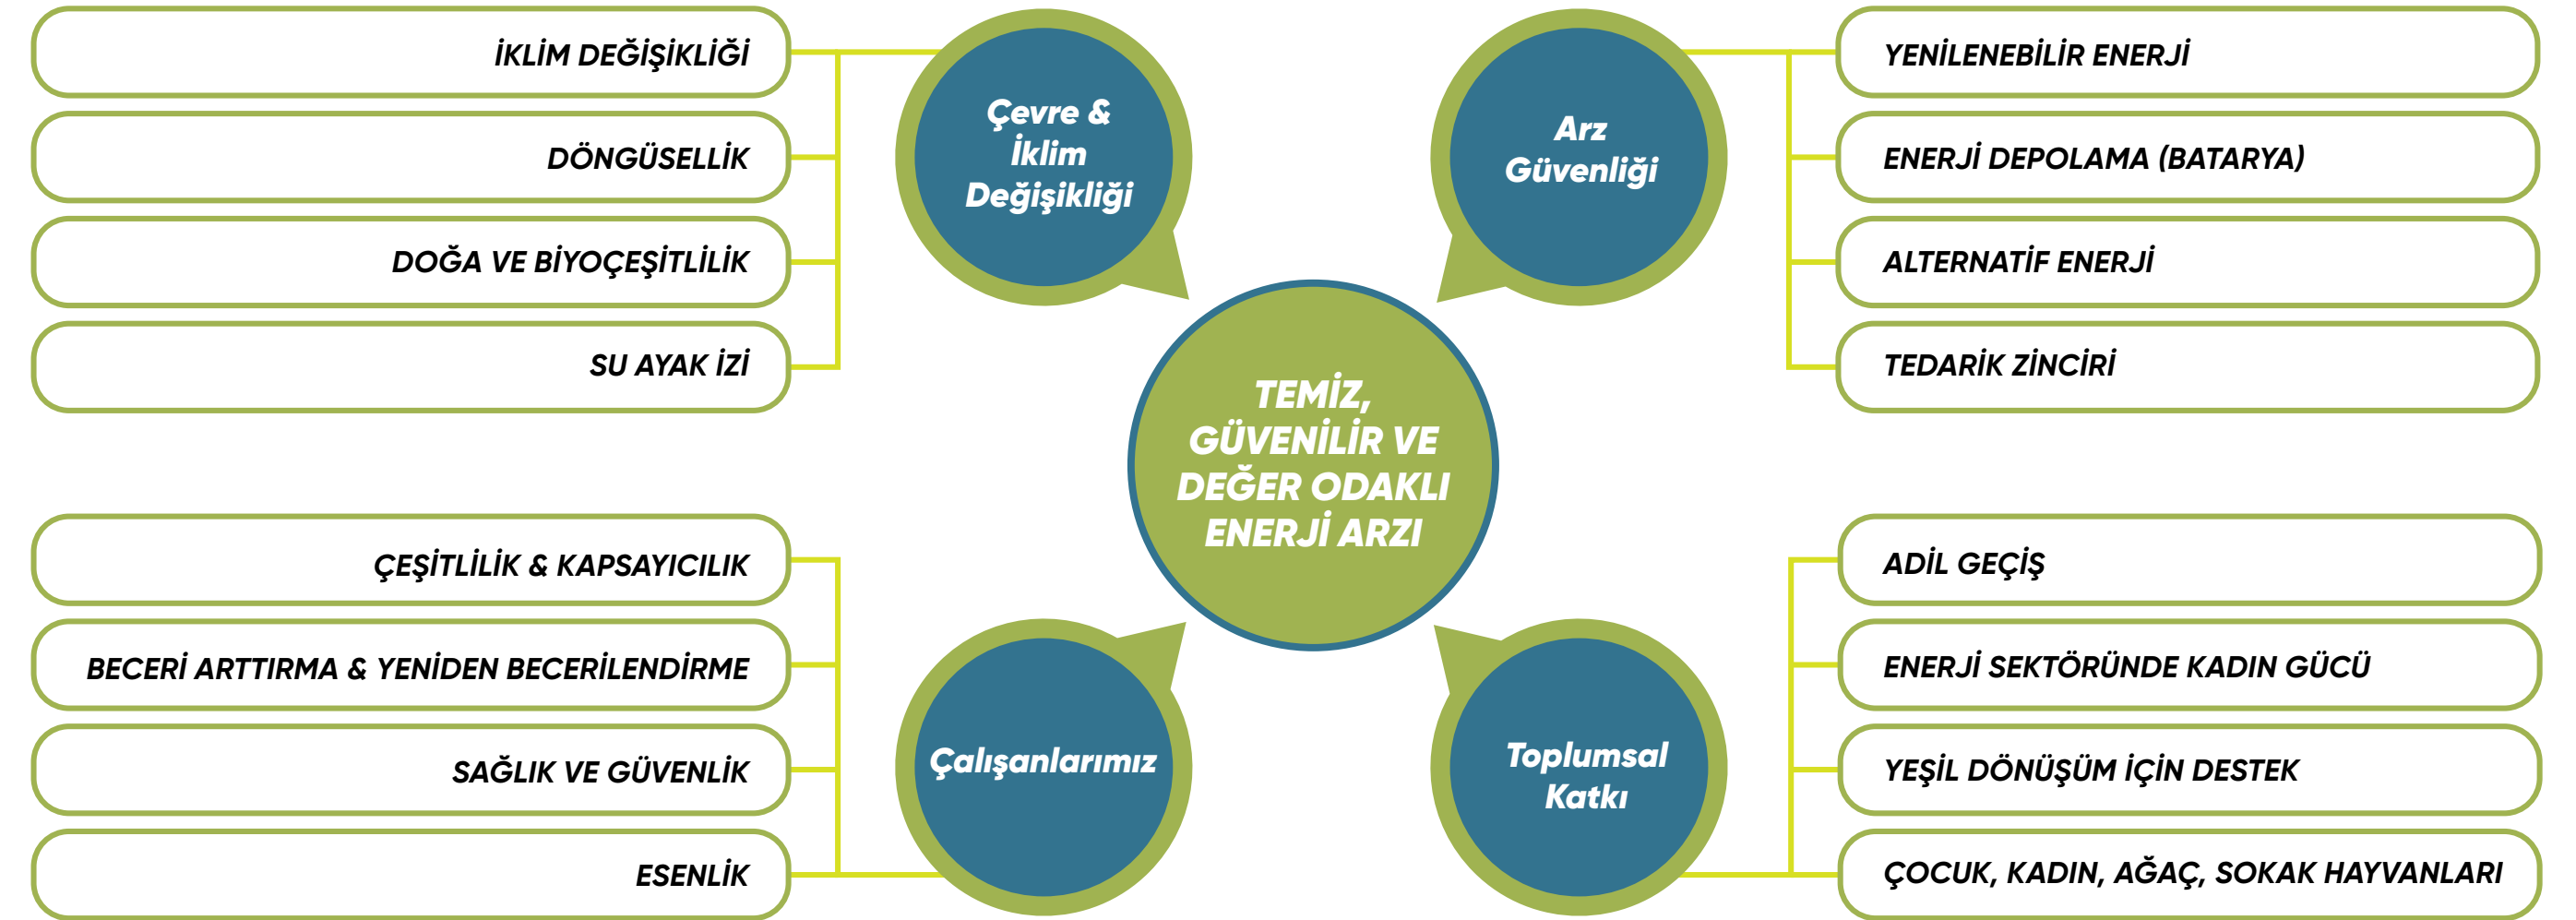 İKLİM DEĞİŞİKLİĞİ
DÖNGÜSELLİK
DOĞA VE BİYOÇEŞİTLİLİK
SU AYAK İZİ
Çevre &
İklim
Değişikliği
Arz
Güvenliği
YENİLENEBİLİR ENERJİ
ENERJİ DEPOLAMA (BATARYA)
ALTERNATİF ENERJİ
TEDARİK ZİNCİRİ
TEMİZ,
GÜVENİLİR VE
DEĞER ODAKLI
ENERJİ ARZI
ÇEŞİTLİLİK & KAPSAYICILIK
BECERİ ARTTIRMA & YENİDEN BECERİLENDİRME
SAĞLIK VE GÜVENLİK
ESENLİK
Çalışanlarımız
Toplumsal
Katkı
ADİL GEÇİŞ
ENERJİ SEKTÖRÜNDE KADIN GÜCÜ
YEŞİL DÖNÜŞÜM İÇİN DESTEK
ÇOCUK, KADIN, AĞAÇ, SOKAK HAYVANLARI